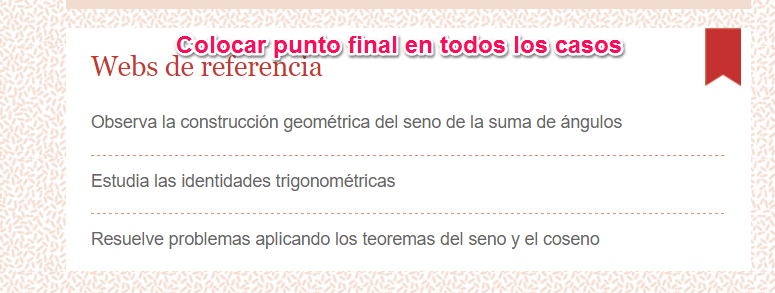 Colocar punto final en todos los casos
Webs de referencia
Observa la construcción geométrica del seno de la suma de ángulos
Estudia las identidades trigonométricas
Resuelve problemas aplicando los teoremas del seno y el coseno